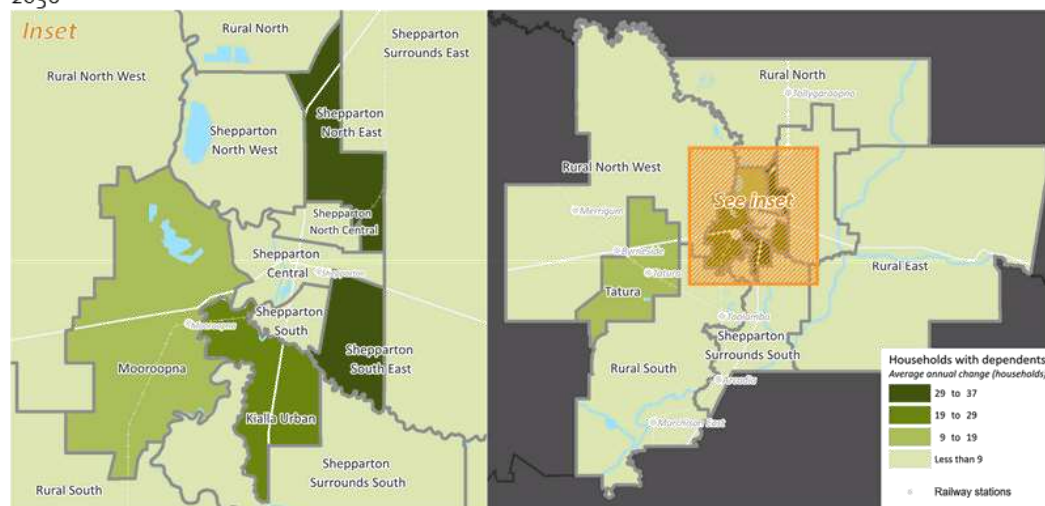 2036
Inset
Rural North
Shepparton
Surrounds East
Rural North West
Shepparton
North East
Shepparton
North West
Shepparton
North Central
Shepparton
Central
Shepparton
Shepparton
South
Mooroopna
Shepparton
South East
Mooroopna
Kialla Urban
Shepparton
Surrounds South
Rural South
Rural North
Tallygaroopna
Rural North West
See inset
Merrigum
Byrneside
Tatura
Tatura
Rural East
Toolamba
Shepparton
Surrounds South
Rural South
Arcadia
Murchison East
Households with dependents
Average annual change (households)
29 to 37
19 to 29
9 to 19
Less than 9
Railway stations